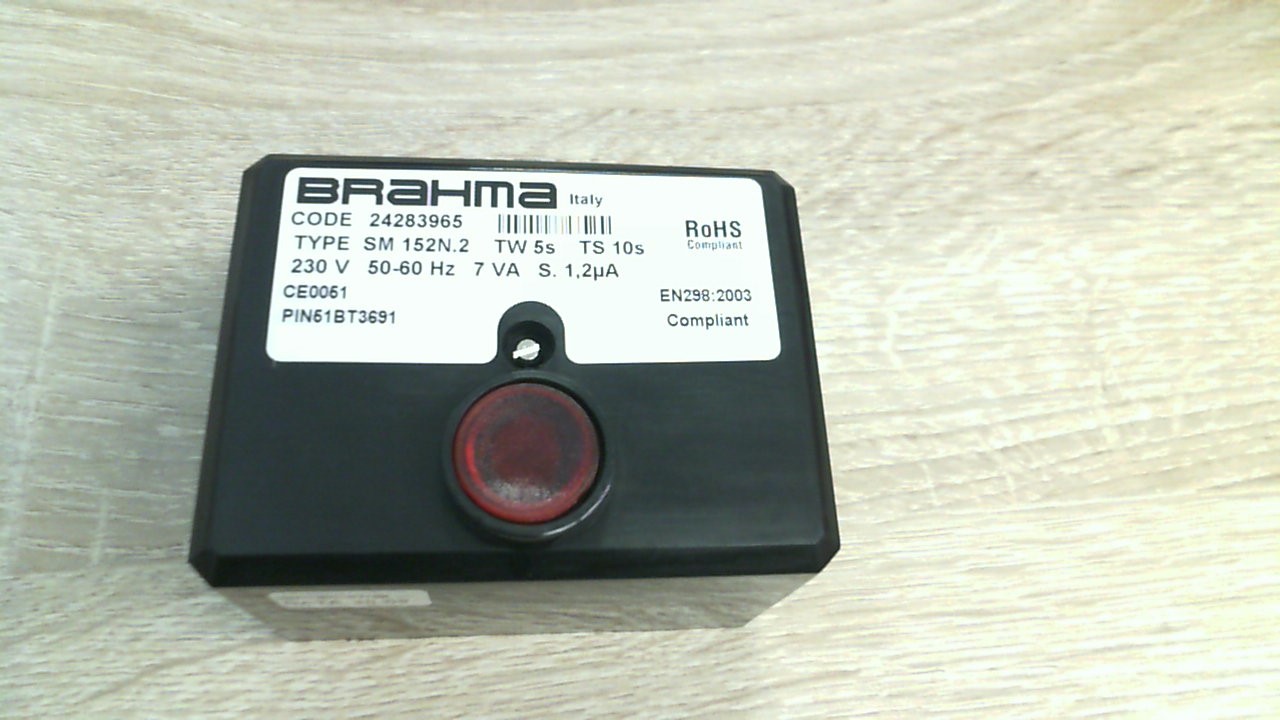 BRAHMA Italy
CODE 24283965
RoHS
Compliant
TYPE SM 152N.2 TW 5s TS 10s
230 V 50-60 Hz 7 VA S. 1,2µA
CE0051
EN298:2003
PIN51BT3691
Compliant